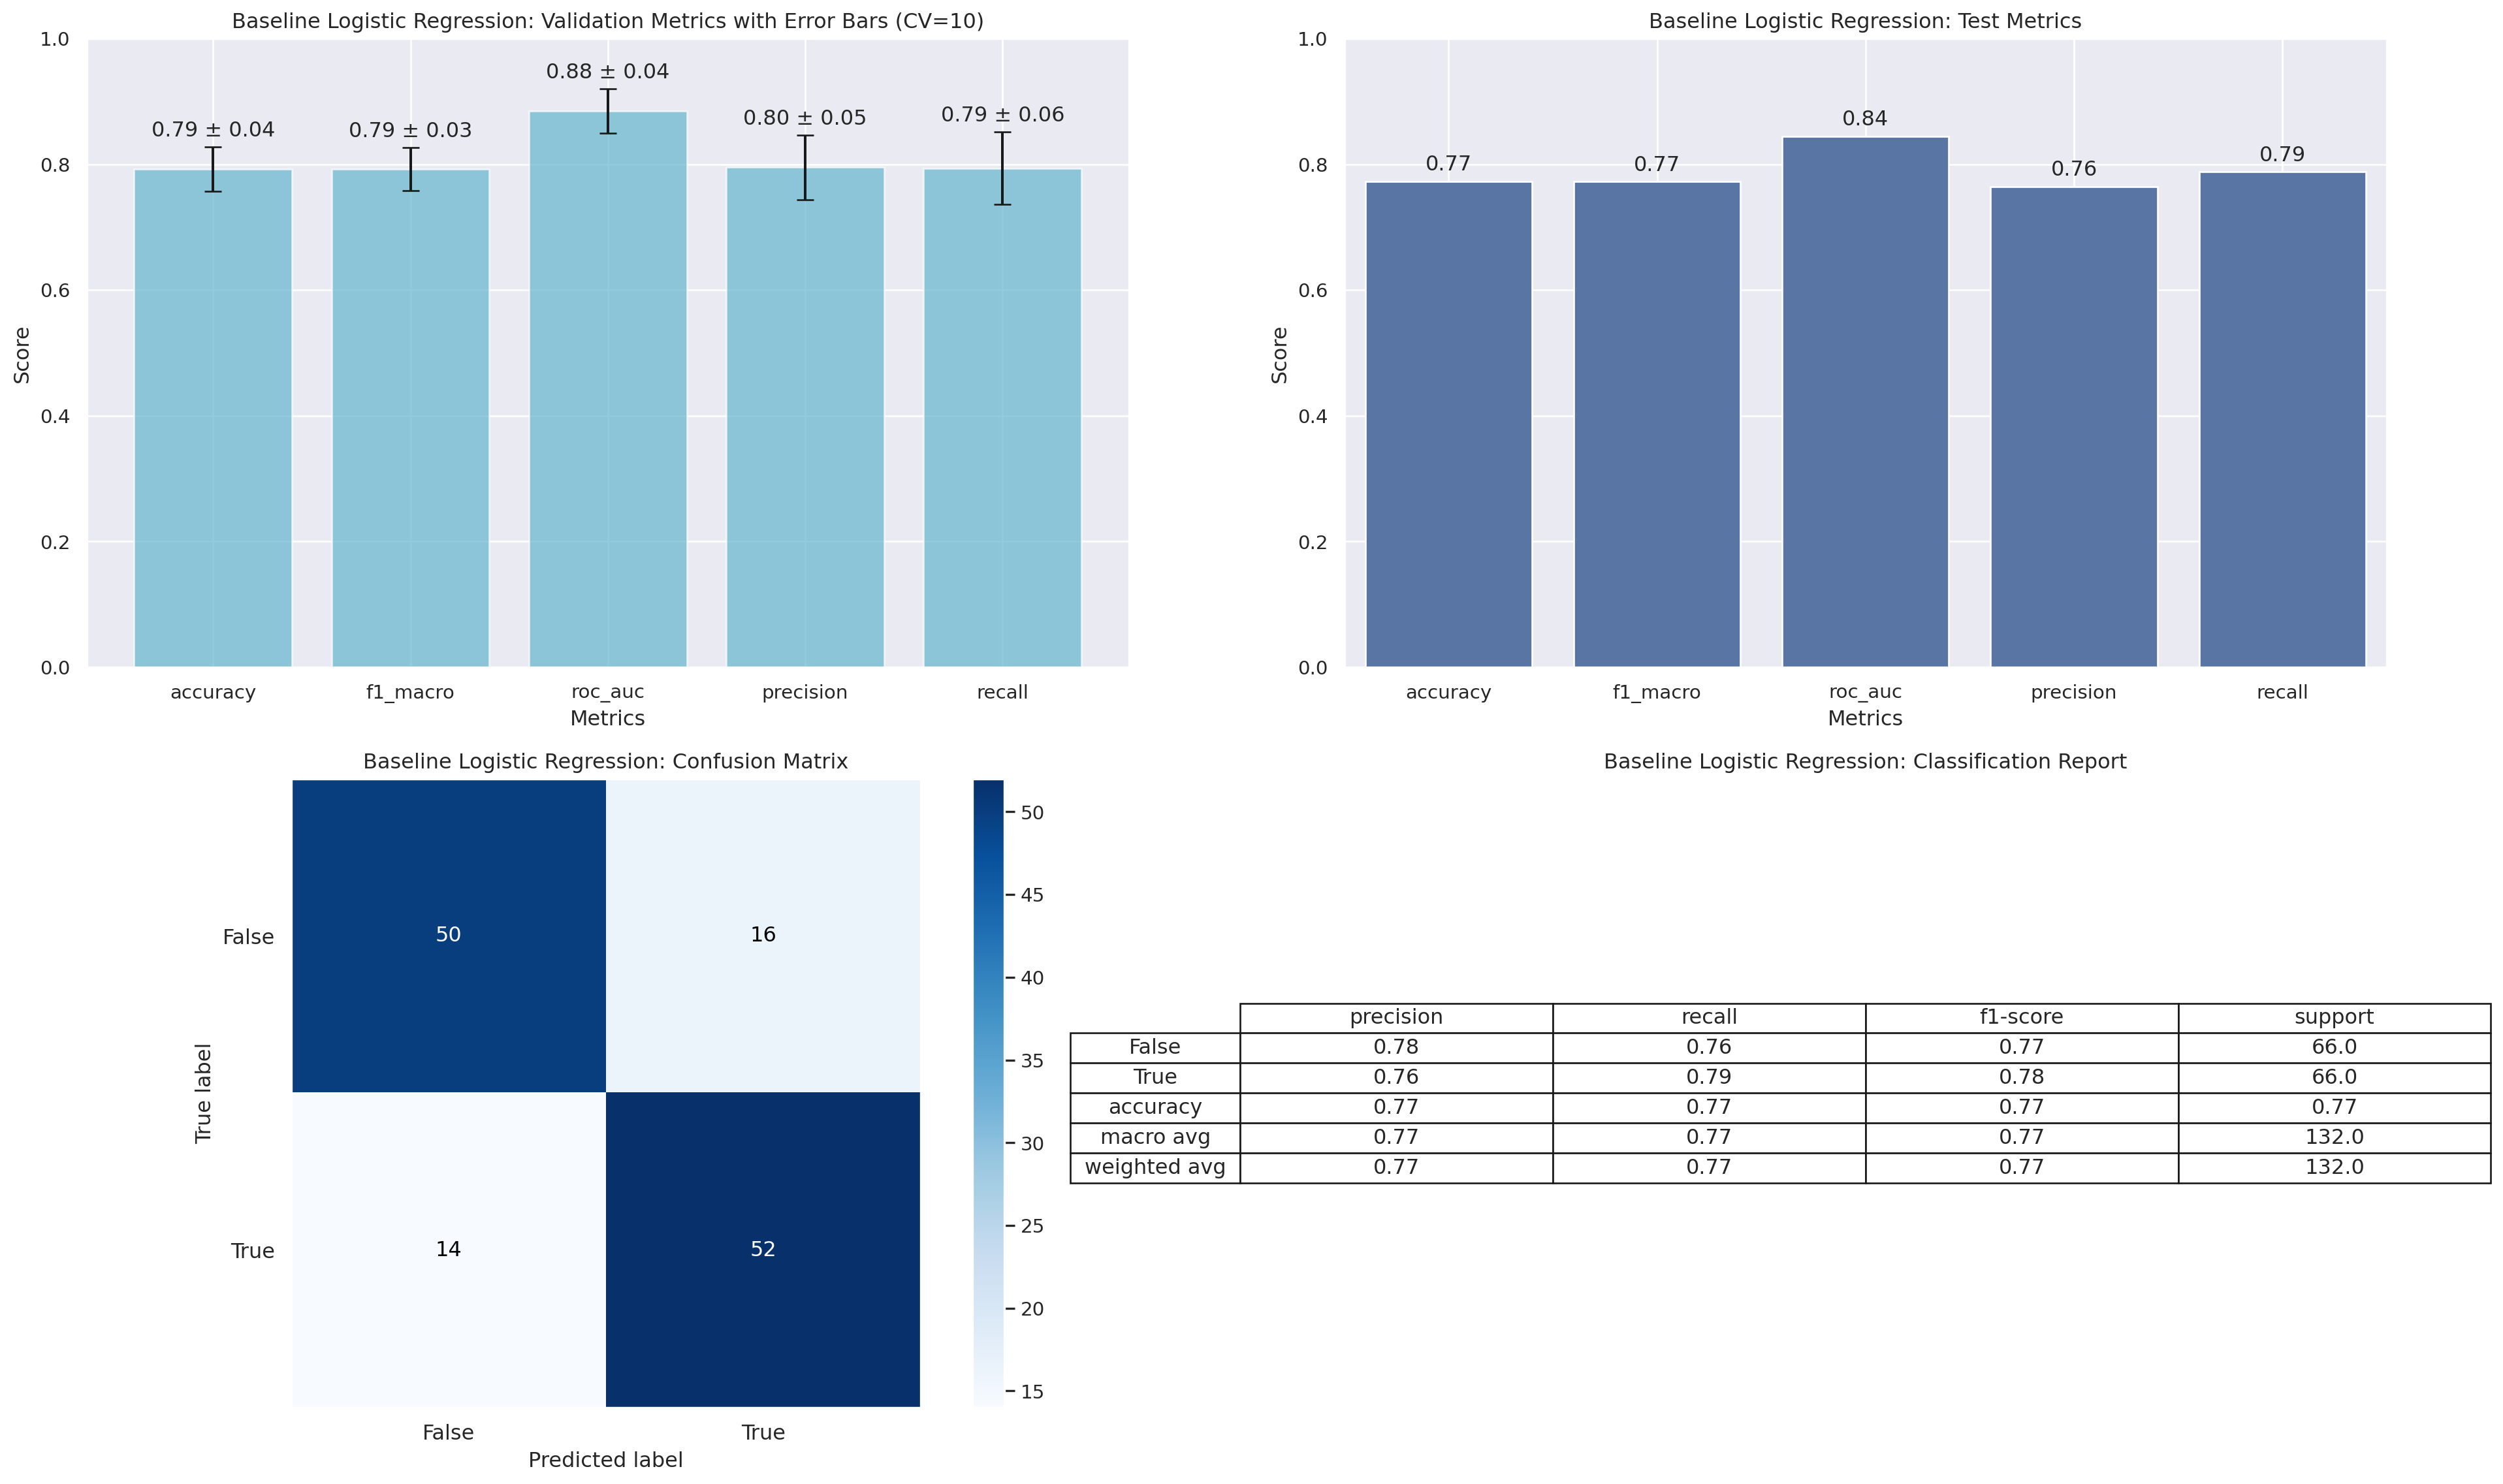 Baseline Logistic Regression: Validation Metrics with Error Bars (CV=10)
1.0
0.8
0.6
0.4
0.2
0.0
Score
0.79 ± 0.04
0.79 ± 0.03
0.88 ± 0.04
0.80 ± 0.05
0.79 ± 0.06
accuracy f1_macro roc_auc precision recall
Metrics
Baseline Logistic Regression: Test Metrics
1.0
0.8
0.6
0.4
0.2
0.0
Score
0.77
0.77
0.84
0.76
0.79
accuracy f1_macro roc_auc precision recall
Metrics
Baseline Logistic Regression: Confusion Matrix
True label
False 50 16
True 14 52
False True
Predicted label
50
45
40
35
30
25
20
15
Baseline Logistic Regression: Classification Report
precision recall f1-score support
False 0.78 0.76 0.77 66.0
True 0.76 0.79 0.78 66.0
accuracy 0.77 0.77 0.77 0.77
macro avg 0.77 0.77 0.77 132.0
weighted avg 0.77 0.77 0.77 132.0